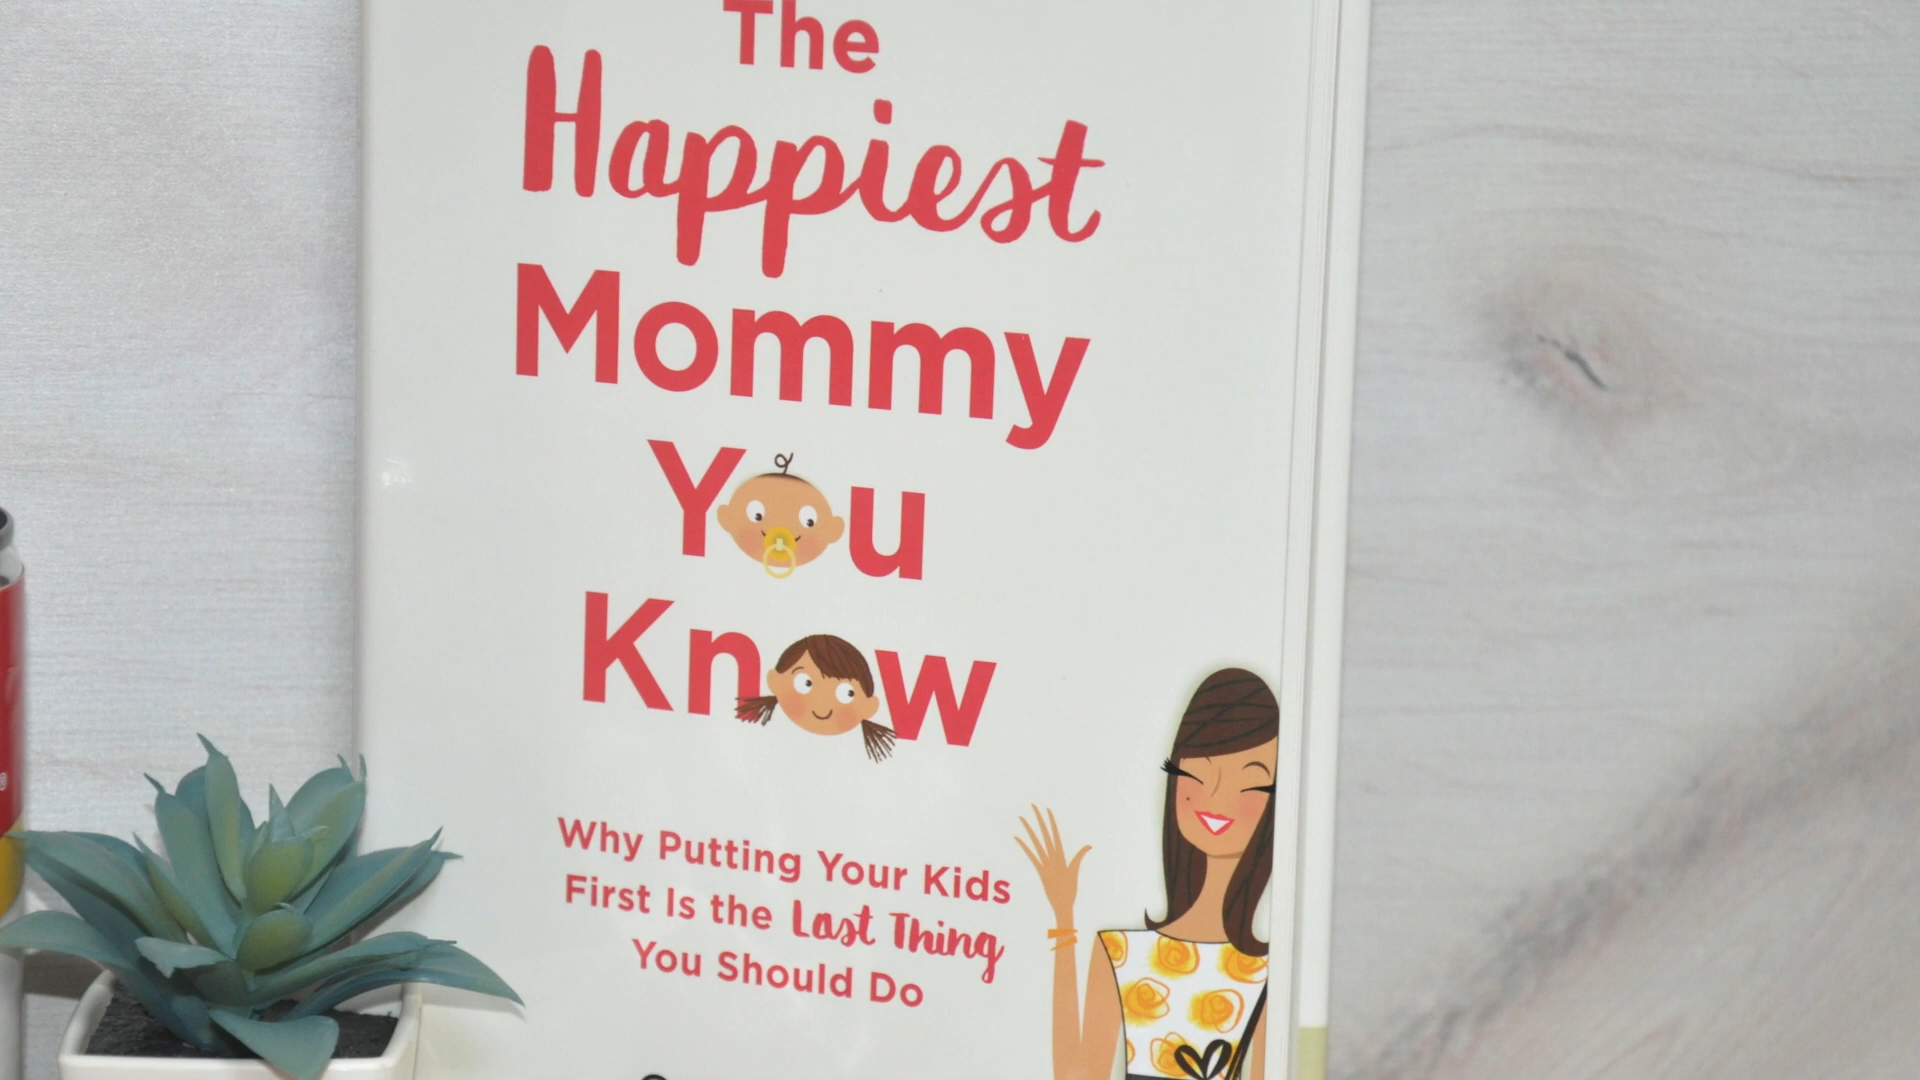 The
Happiest
Mommy
You
Know
Why Putting Your Kids
First Is the Last Thing
You Should Do